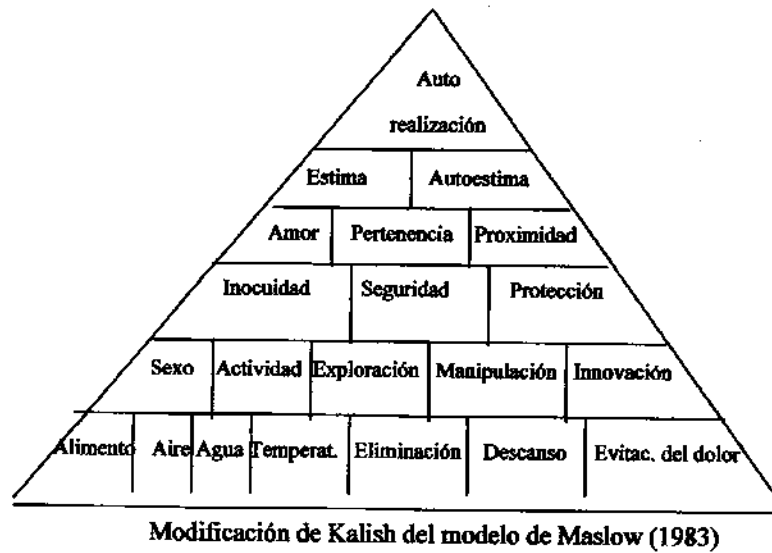 Auto
realización
Estima Autoestima
Amor Pertenencia Proximidad
Inocuidad Seguridad Protección
Sexo Actividad Exploración Manipulación Innovación
Alimento Aire Agua Temperat. Eliminación Descanso Evitac. del dolor
Modificación de Kalish del modelo de Maslow (1983)